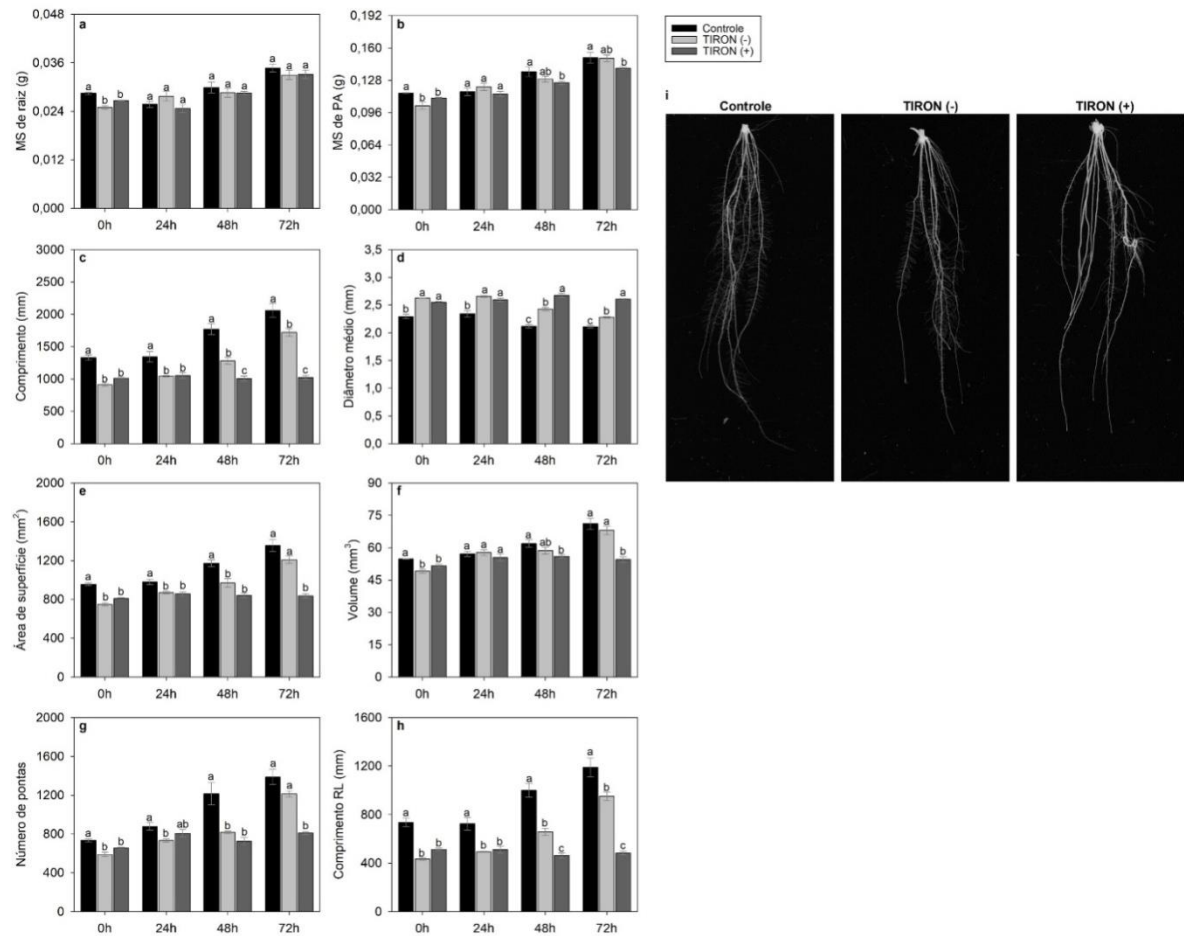 a
MS de raiz (g)
0,048
0,036
0,024
0,012
0,000
a b b
a a a
a a a
a a a
0h 24h 48h 72h
b
MS de PA (g)
0,192
0,160
0,128
0,096
0,064
0,032
0,000
a c b
a a a
a ab b
a ab b
0h 24h 48h 72h
Controle
TIRON (-)
TIRON (+)
i
Controle TIRON (-) TIRON (+)
c
Comprimento (mm)
3000
2500
2000
1500
1000
500
0
a b b
a b b
a b c
a b c
0h 24h 48h 72h
d
Diâmetro médio (mm)
3,5
3,0
2,5
2,0
1,5
1,0
0,5
0,0
b a a
b a a
c b a
c b a
0h 24h 48h 72h
e
Área de superfície (mm²)
2000
1600
1200
800
400
0
a b b
a b b
a b b
a a b
0h 24h 48h 72h
f
Volume (mm³)
90
75
60
45
30
15
0
a b b
a a a
a ab b
a a b
0h 24h 48h 72h
g
Número de pontas
2000
1600
1200
800
400
0
a b b
a b ab
a b b
a a b
0h 24h 48h 72h
h
Comprimento RL (mm)
1600
1200
800
400
0
a b b
a b b
a b c
a b c
0h 24h 48h 72h